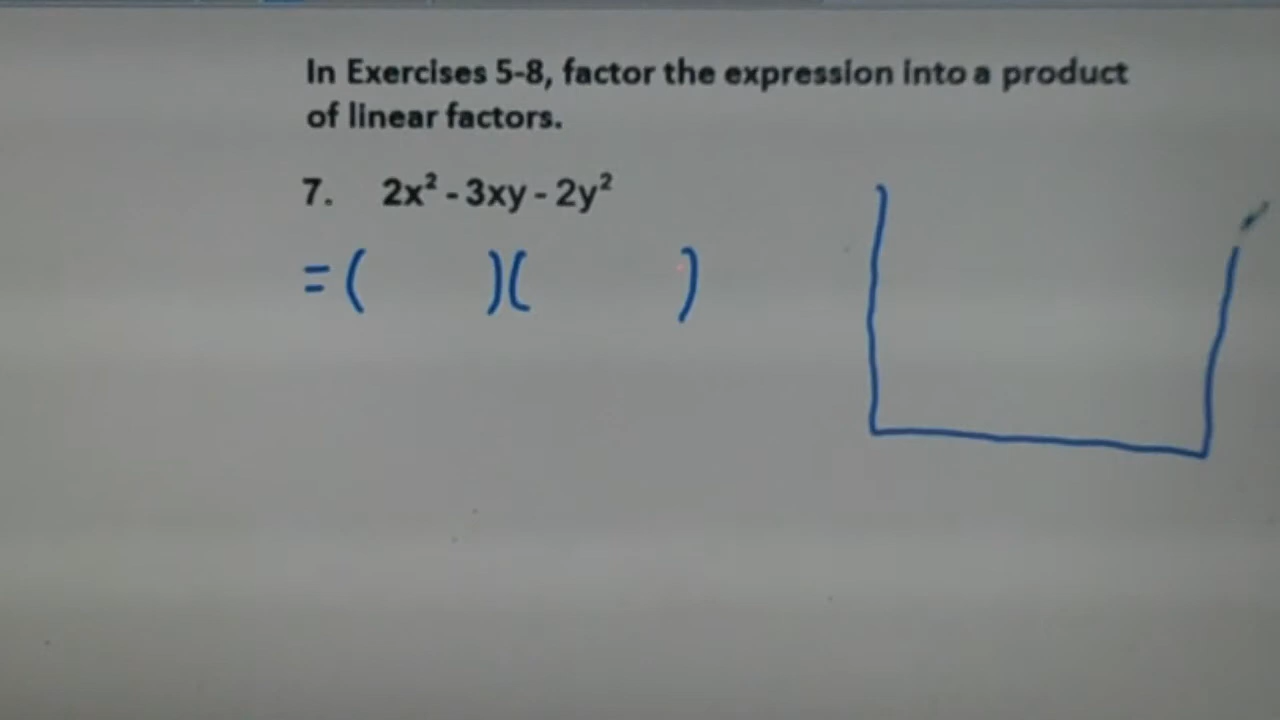 In Exercises 5-8, factor the expression into a product
of linear factors.
7. 2x² - 3xy - 2y²
= ( )( )